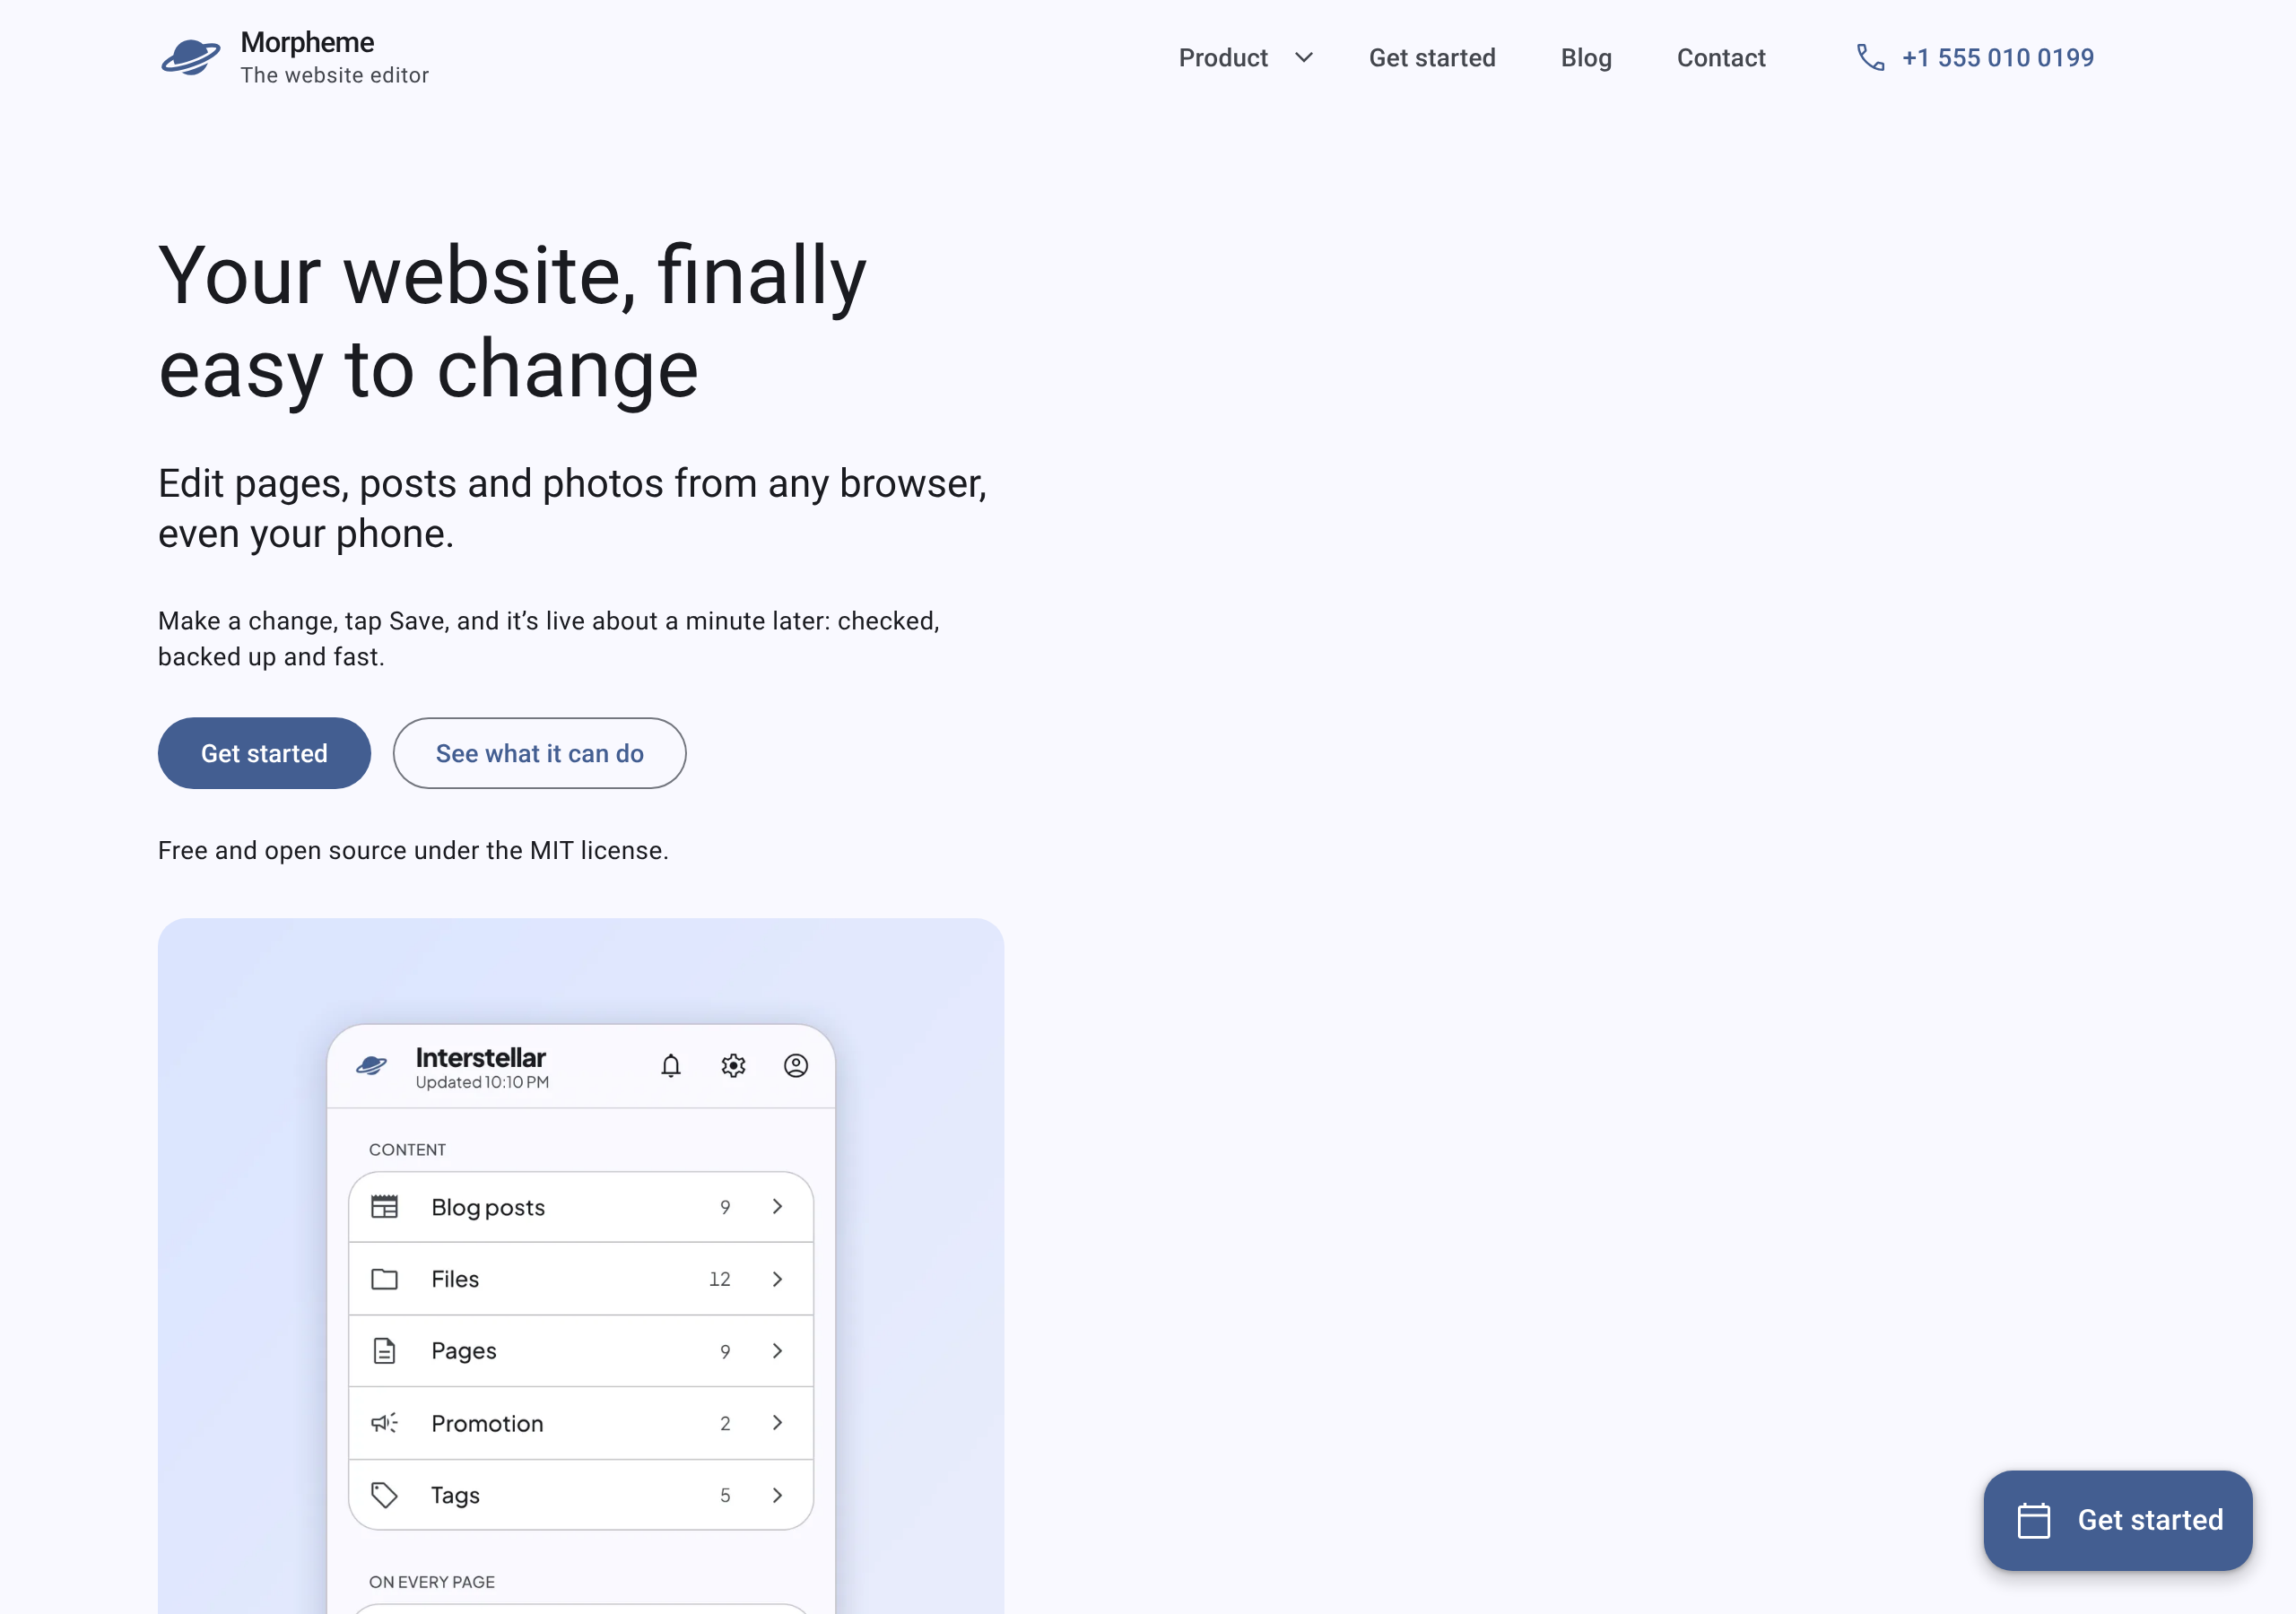 Morpheme
The website editor
Product
Get started
Blog
Contact
+1 555 010 0199
Your website, finally
easy to change
Edit pages, posts and photos from any browser,
even your phone.
Make a change, tap Save, and it’s live about a minute later: checked,
backed up and fast.
Get started
See what it can do
Free and open source under the MIT license.
Interstellar
Updated 10:10 PM
CONTENT
Blog posts 9
Files 12
Pages 9
Promotion 2
Tags 5
ON EVERY PAGE
Get started